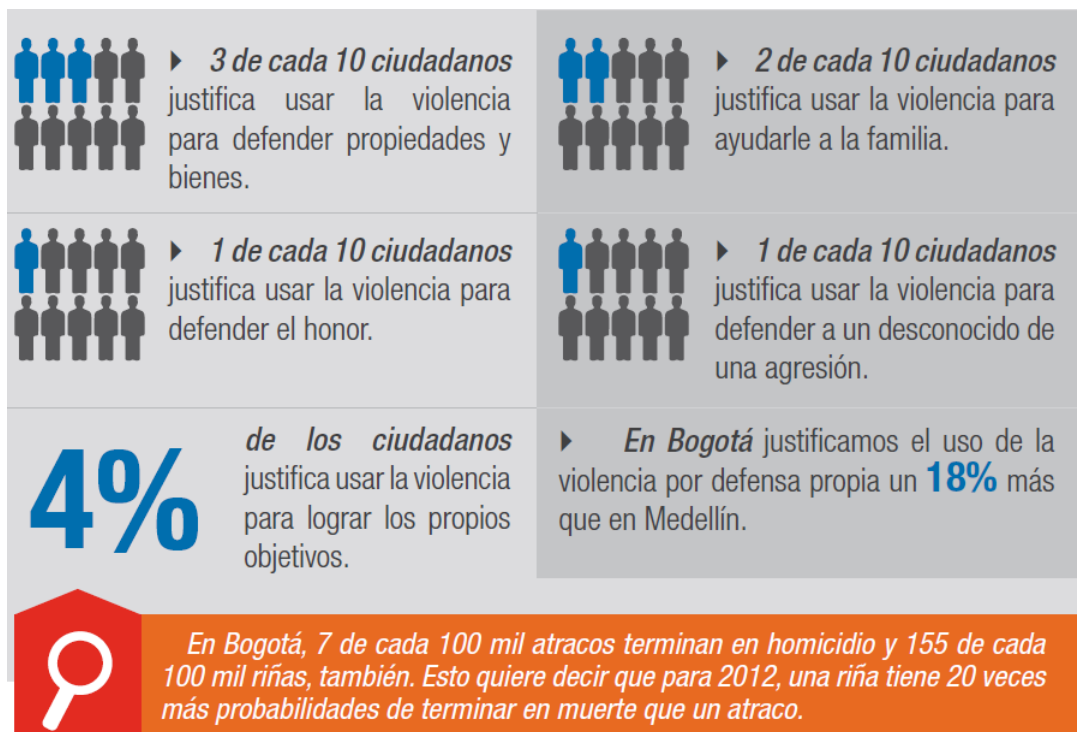 ▶ 3 de cada 10 ciudadanos
justifica usar la violencia
para defender propiedades y
bienes.
▶ 2 de cada 10 ciudadanos
justifica usar la violencia para
ayudarle a la familia.
▶ 1 de cada 10 ciudadanos
justifica usar la violencia para
defender el honor.
▶ 1 de cada 10 ciudadanos
justifica usar la violencia para
defender a un desconocido de
una agresión.
4%
de los ciudadanos
justifica usar la violencia
para lograr los propios
objetivos.
▶ En Bogotá justificamos el uso de la
violencia por defensa propia un 18% más
que en Medellín.
En Bogotá, 7 de cada 100 mil atracos terminan en homicidio y 155 de cada
100 mil riñas, también. Esto quiere decir que para 2012, una riña tiene 20 veces
más probabilidades de terminar en muerte que un atraco.